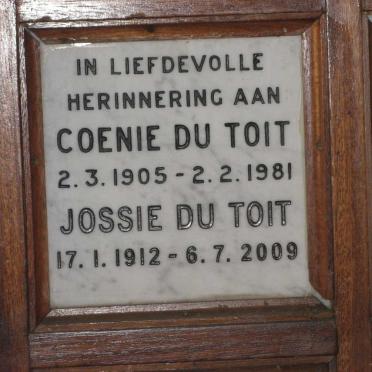 IN LIEFDEVOLLE
HERINNERING AAN
COENIE DU TOIT
2.3.1905 - 2.2.1981
JOSSIE DU TOIT
17.1.1912 - 6.7.2009